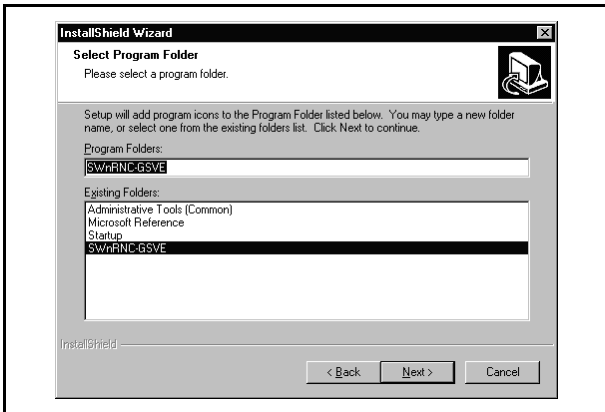 InstallShield Wizard
Select Program Folder
Please select a program folder.
Setup will add program icons to the Program Folder listed below. You may type a new folder
name, or select one from the existing folders list. Click Next to continue.
Program Folders:
SWnRNC-GSVE
Existing Folders:
Administrative Tools (Common)
Microsoft Reference
Startup
SWnRNC-GSVE
InstallShield
< Back
Next >
Cancel